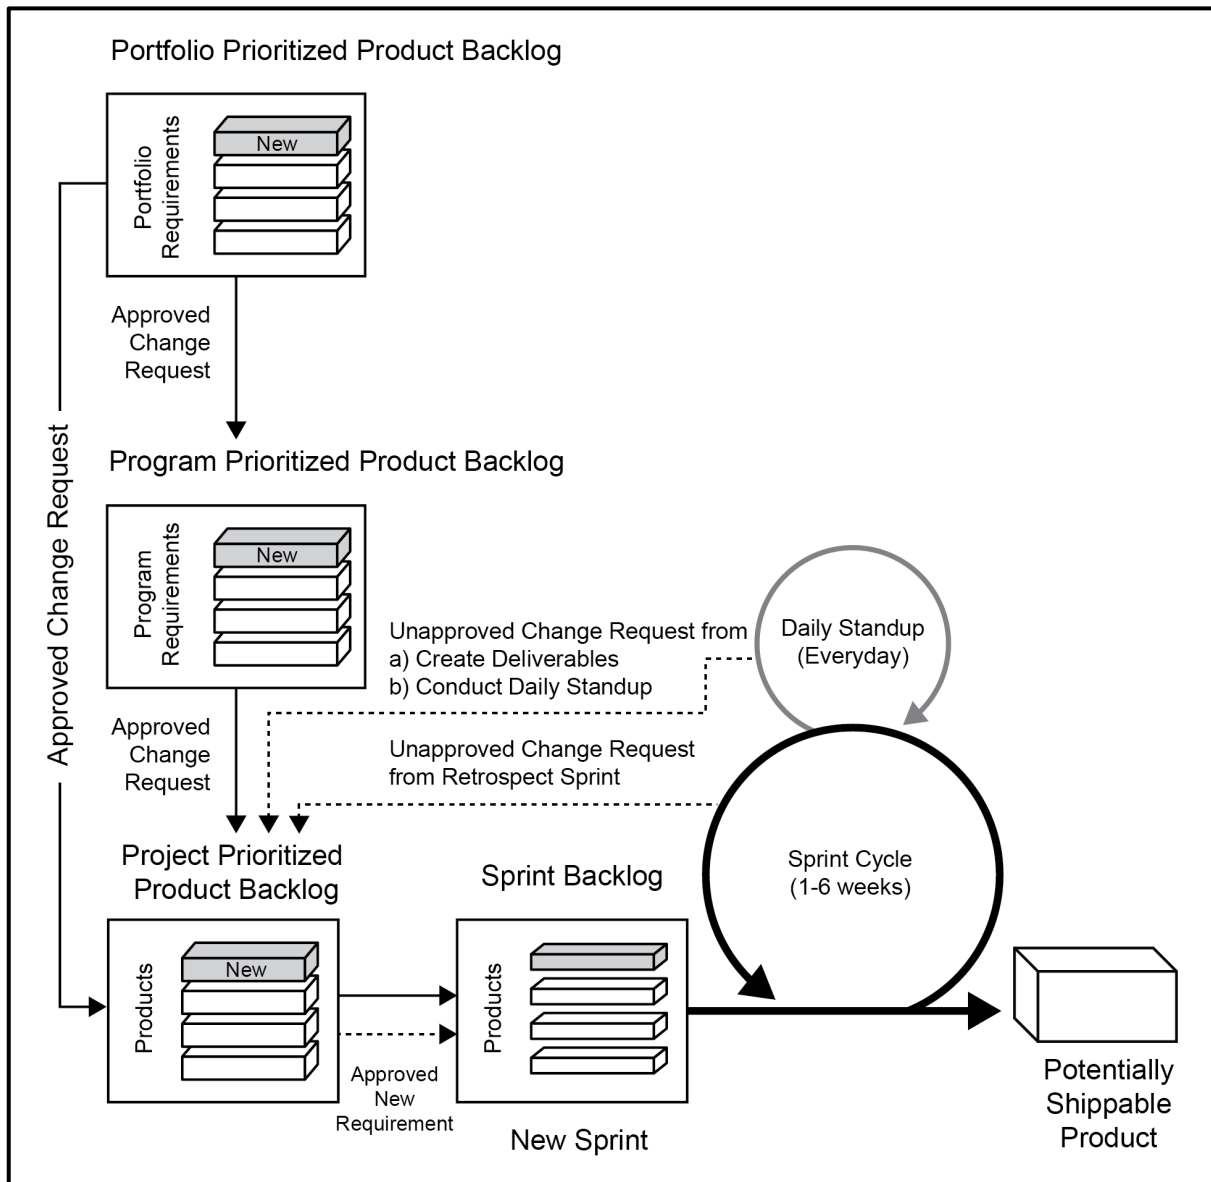 Portfolio Prioritized Product Backlog
Portfolio
Requirements
New
Approved
Change
Request
Approved Change Request
Program Prioritized Product Backlog
Program
Requirements
New
Unapproved Change Request from
a) Create Deliverables
b) Conduct Daily Standup
Daily Standup
(Everyday)
Approved
Change
Request
Unapproved Change Request
from Retrospect Sprint
Project Prioritized
Product Backlog
Sprint Backlog
Sprint Cycle
(1-6 weeks)
Products
New
Products
Approved
New
Requirement
New Sprint
Potentially
Shippable
Product